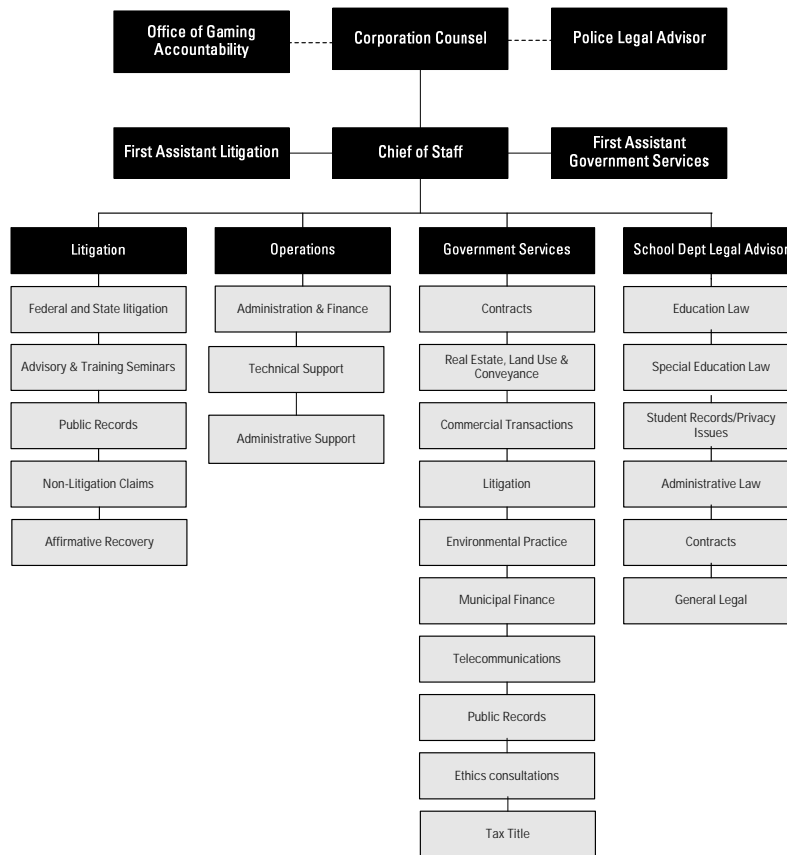 Office of Gaming
Accountability
Corporation Counsel
Police Legal Advisor
First Assistant Litigation
Chief of Staff
First Assistant
Government Services
Litigation
Operations
Government Services
School Dept Legal Advisor
Federal and State litigation
Administration & Finance
Contracts
Education Law
Advisory & Training Seminars
Technical Support
Real Estate, Land Use &
Conveyance
Special Education Law
Public Records
Administrative Support
Commercial Transactions
Student Records/Privacy
Issues
Non-Litigation Claims
Litigation
Administrative Law
Affirmative Recovery
Environmental Practice
Contracts
Municipal Finance
General Legal
Telecommunications
Public Records
Ethics consultations
Tax Title